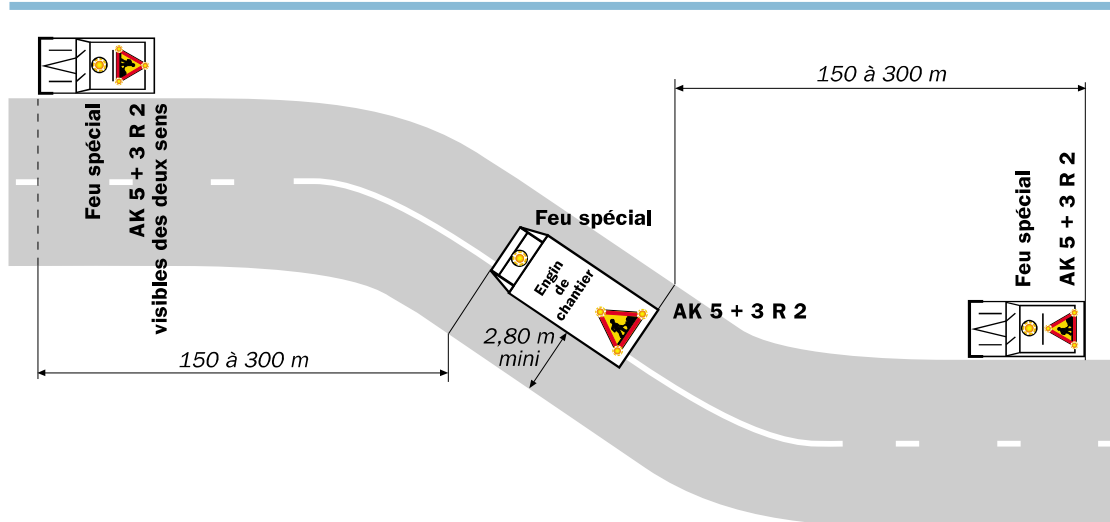 150 à 300 m
Feu spécial
AK 5 + 3 R 2
visibles des deux sens
Feu spécial
Engin
de
chantier
AK 5 + 3 R 2
2,80 m
mini
150 à 300 m
Feu spécial
AK 5 + 3 R 2